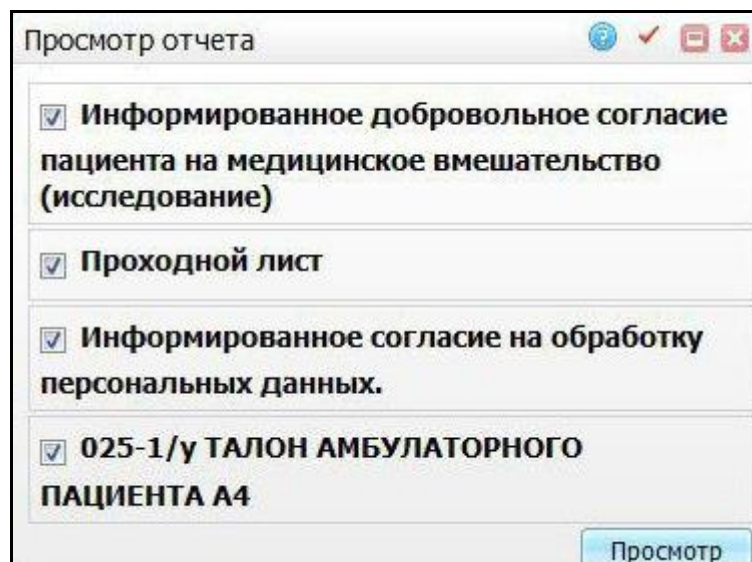 Просмотр отчета
Информированное добровольное согласие
пациента на медицинское вмешательство
(исследование)
Проходной лист
Информированное согласие на обработку
персональных данных.
025-1/у ТАЛОН АМБУЛАТОРНОГО
ПАЦИЕНТА А4
Просмотр